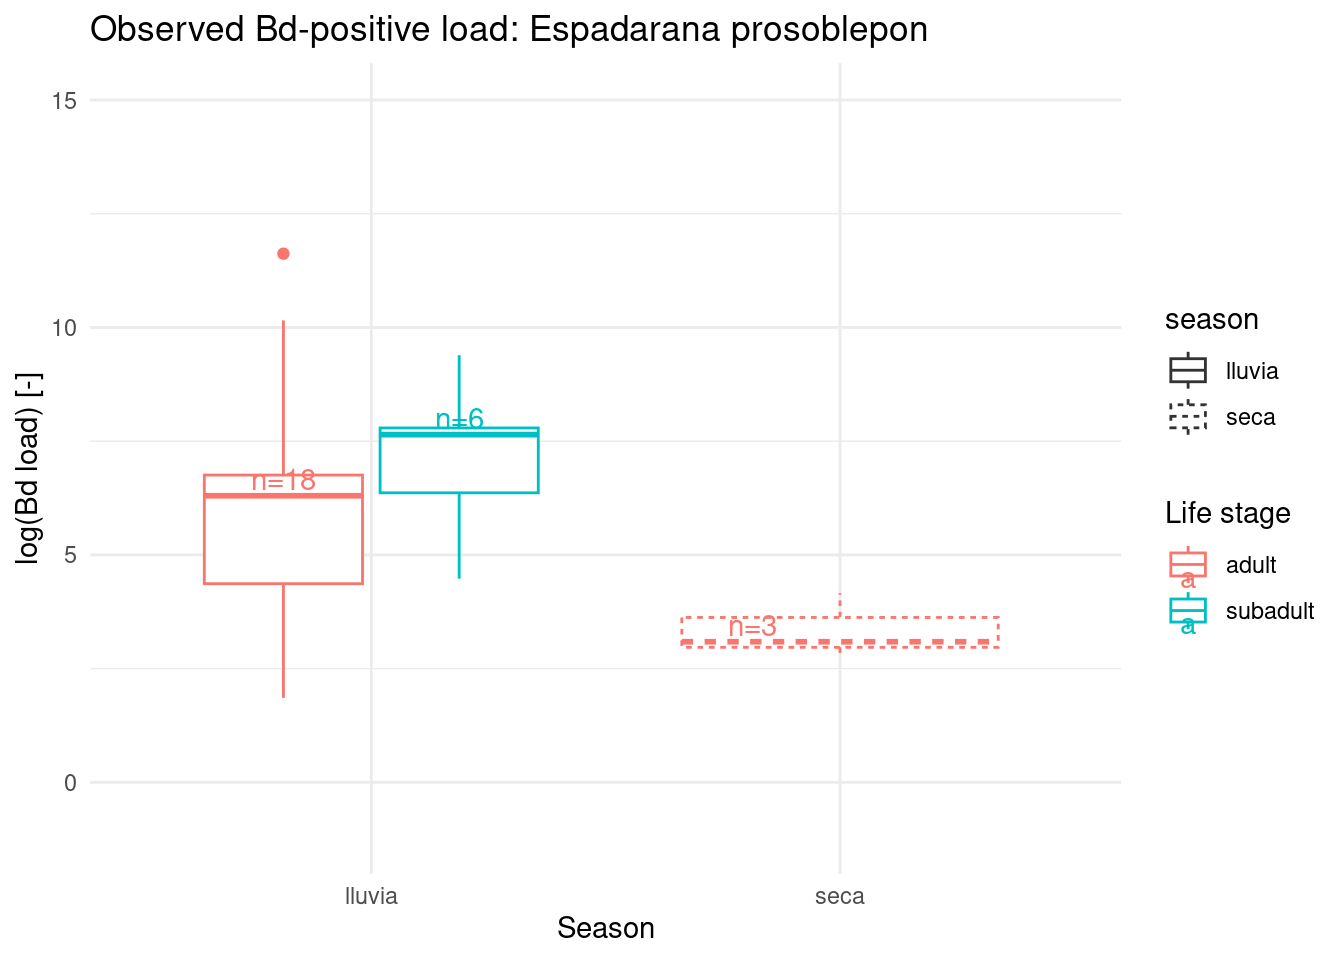 Observed Bd-positive load: Espadarana prosoblepon
15
10
5
0
log(Bd load) [-]
n=18
n=6
n=3
lluvia
seca
Season
season
lluvia
seca
Life stage
a adult
a subadult